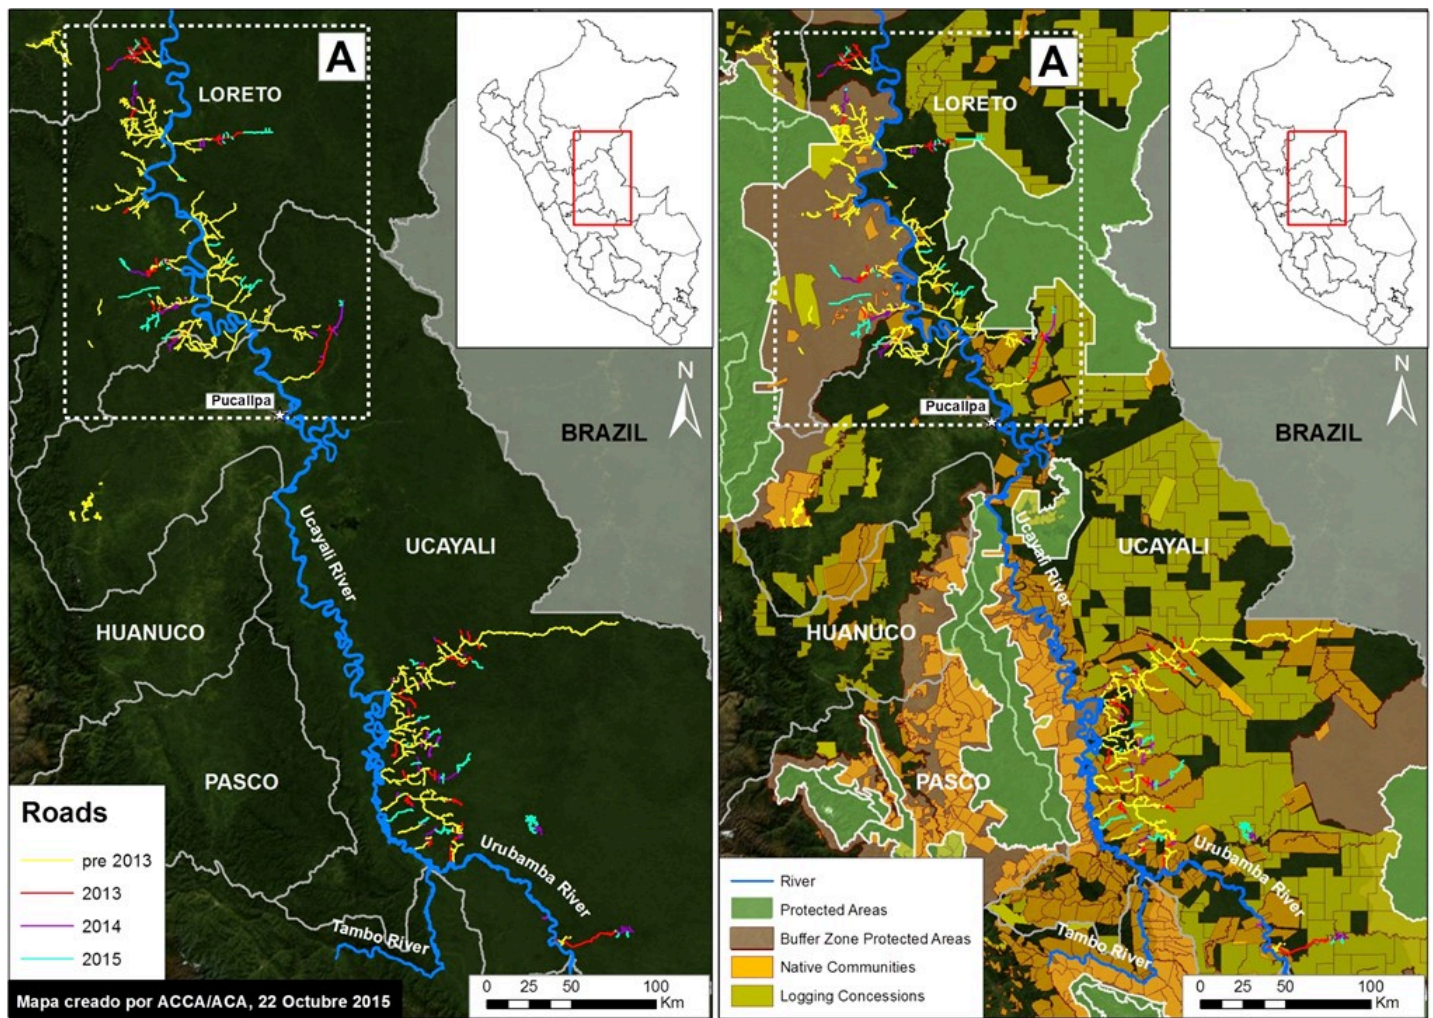 A
LORETO
N
Pucallpa
BRAZIL
Ucayali River
UCAYALI
HUANUCO
PASCO
Urubamba River
Tambo River
Roads
pre 2013
2013
2014
2015
Mapa creado por ACCA/ACA, 22 Octubre 2015
0 50 100
Km
A
LORETO
N
Pucallpa
BRAZIL
Ucayali River
UCAYALI
HUANUCO
PASCO
Urubamba River
Tambo River
River
Protected Areas
Buffer Zone Protected Areas
Native Communities
Logging Concessions
0 50 100
Km